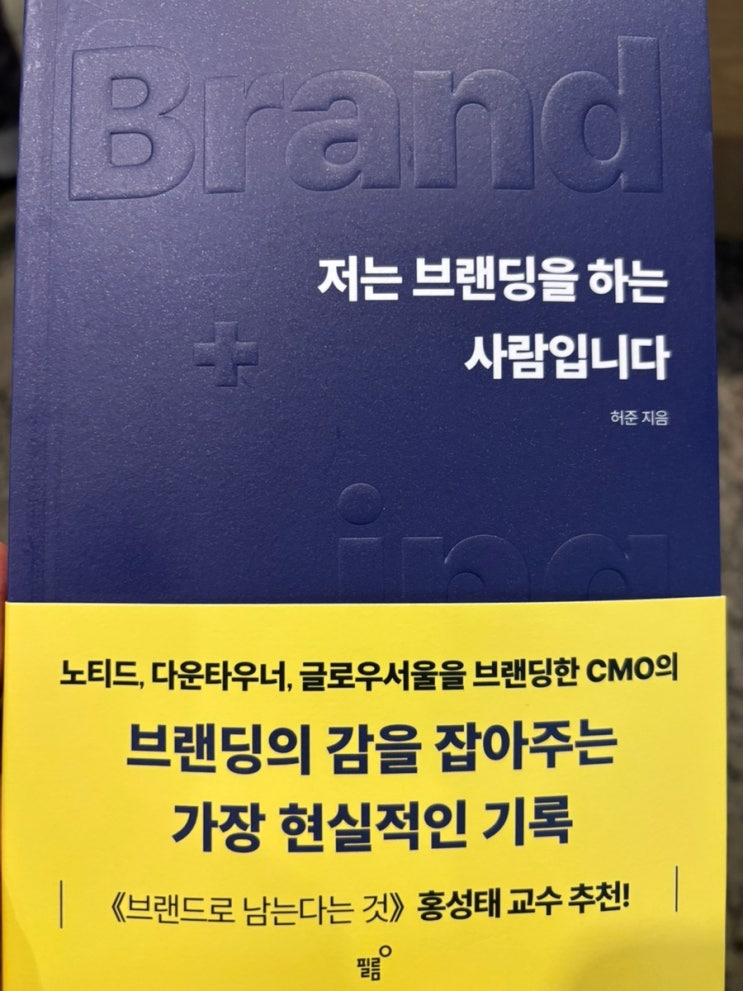 Brand
저는 브랜딩을 하는
+
사람입니다
허준 지음
ing
노티드, 다운타우너, 글로우서울을 브랜딩한 CMO의
브랜딩의 감을 잡아주는
가장 현실적인 기록
《브랜드로 남는다는 것》 홍성태 교수 추천!
필름